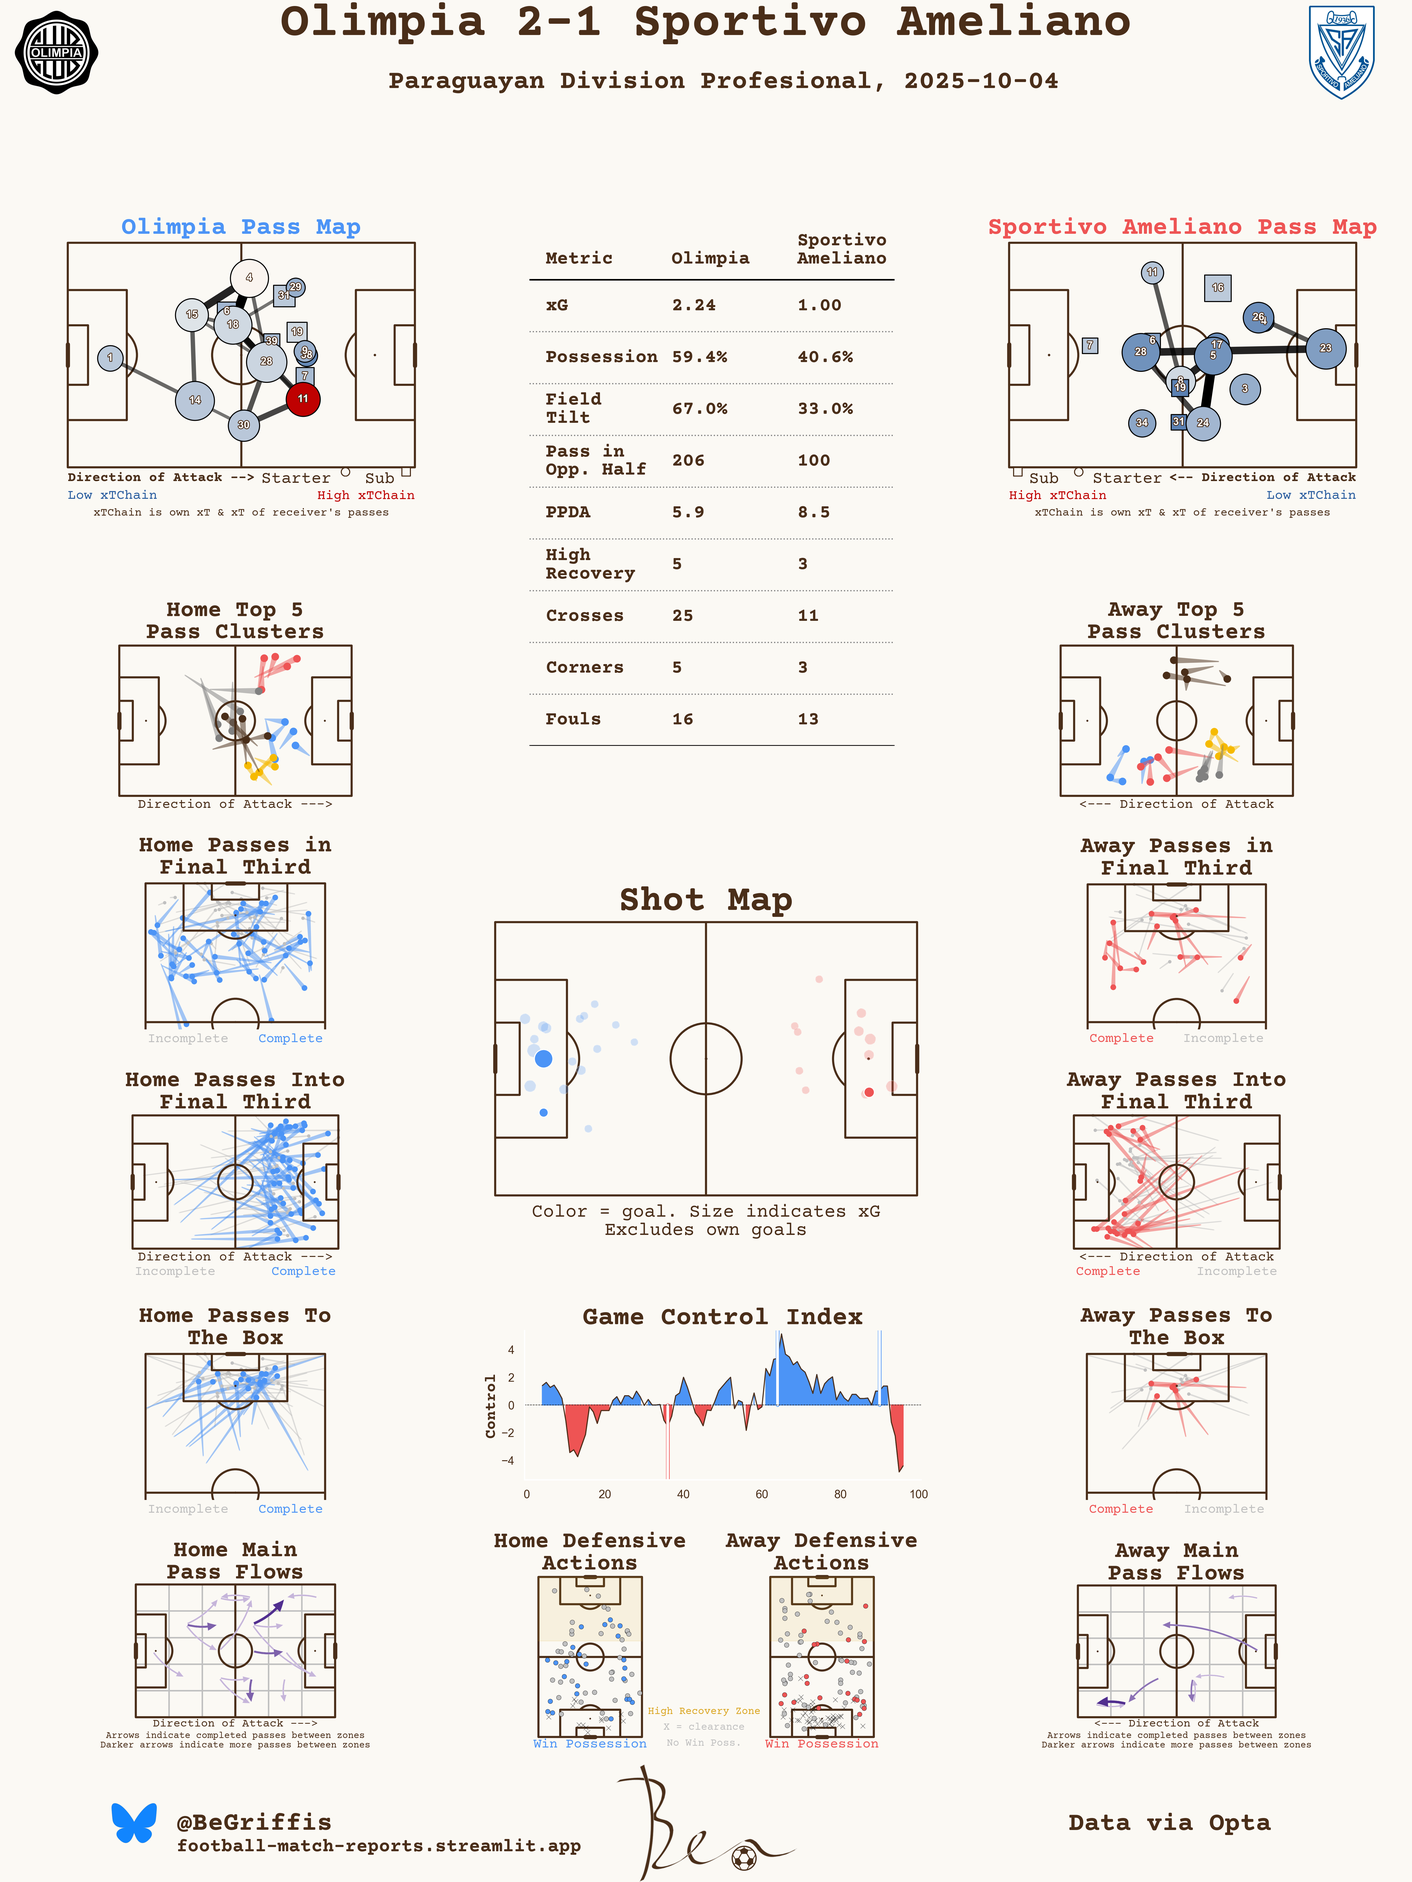 Olimpia 2-1 Sportivo Ameliano
Paraguayan Division Profesional, 2025-10-04
OLIMPIA
1930
SA
SPORTIVO AMELIANO
Olimpia Pass Map
4
29
31
15
6
18
19
39
9
28
1
7
11
14
30
Direction of Attack --> Starter Sub
Low xTChain High xTChain
xTChain is own xT & xT of receiver's passes
Metric Olimpia Sportivo Ameliano
xG 2.24 1.00
Possession 59.4% 40.6%
Field Tilt 67.0% 33.0%
Pass in Opp. Half 206 100
PPDA 5.9 8.5
High Recovery 5 3
Crosses 25 11
Corners 5 3
Fouls 16 13
Sportivo Ameliano Pass Map
11
16
26
7
6
28
17
5
23
19
3
34
31
24
Sub Starter <-- Direction of Attack
High xTChain Low xTChain
xTChain is own xT & xT of receiver's passes
Home Top 5
Pass Clusters
Direction of Attack --->
Away Top 5
Pass Clusters
<--- Direction of Attack
Home Passes in
Final Third
Incomplete Complete
Away Passes in
Final Third
Complete Incomplete
Shot Map
Color = goal. Size indicates xG
Excludes own goals
Home Passes Into
Final Third
Direction of Attack --->
Incomplete Complete
Away Passes Into
Final Third
<--- Direction of Attack
Complete Incomplete
Home Passes To
The Box
Incomplete Complete
Game Control Index
Control
4
2
0
−2
−4
0 20 40 60 80 100
Away Passes To
The Box
Complete Incomplete
Home Main
Pass Flows
Direction of Attack --->
Arrows indicate completed passes between zones
Darker arrows indicate more passes between zones
Home Defensive
Actions
Win Possession
Away Defensive
Actions
Win Possession
High Recovery Zone
X = clearance
No Win Poss.
Away Main
Pass Flows
<--- Direction of Attack
Arrows indicate completed passes between zones
Darker arrows indicate more passes between zones
@BeGriffis
football-match-reports.streamlit.app
Ben
Data via Opta